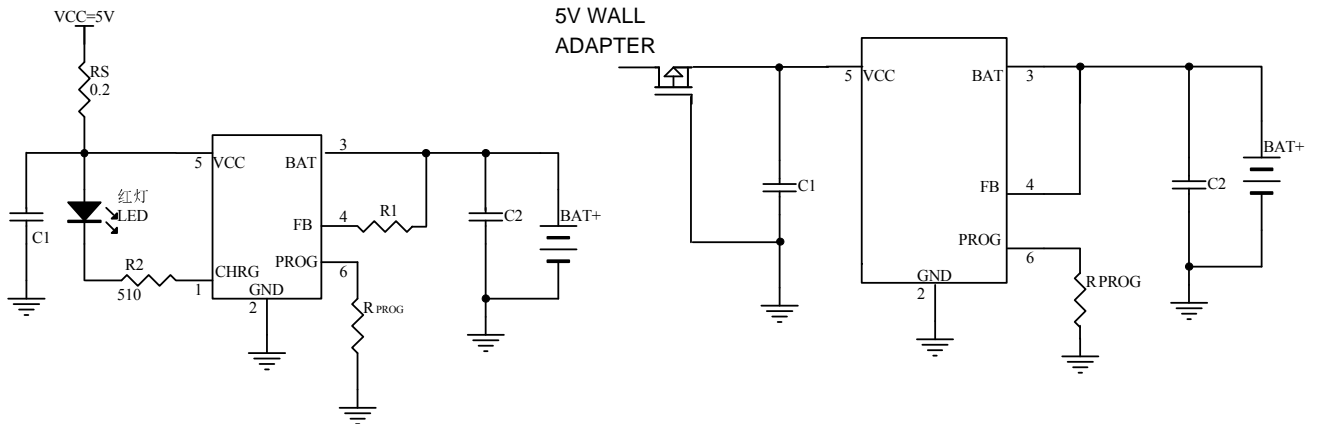 VCC=5V
RS
0.2
5 VCC
BAT 3
红灯
LED
C1
FB 4
R1
C2
BAT+
R2
510
CHRG
1
PROG
6
GND
2
R PROG
5V WALL
ADAPTER
5 VCC
BAT 3
C1
FB 4
C2
BAT+
PROG
6
GND
2
R PROG